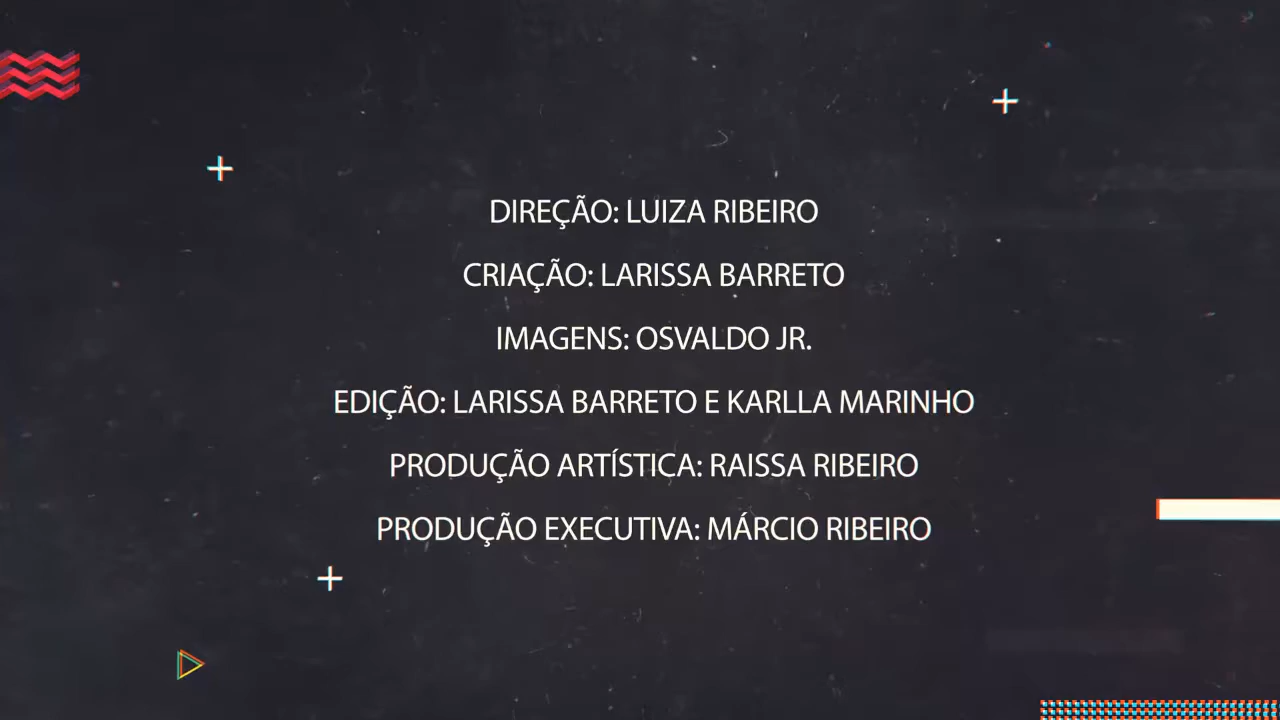 DIREÇÃO: LUIZA RIBEIRO
CRIAÇÃO: LARISSA BARRETO
IMAGENS: OSVALDO JR.
EDIÇÃO: LARISSA BARRETO E KARLLA MARINHO
PRODUÇÃO ARTÍSTICA: RAISSA RIBEIRO
PRODUÇÃO EXECUTIVA: MÁRCIO RIBEIRO